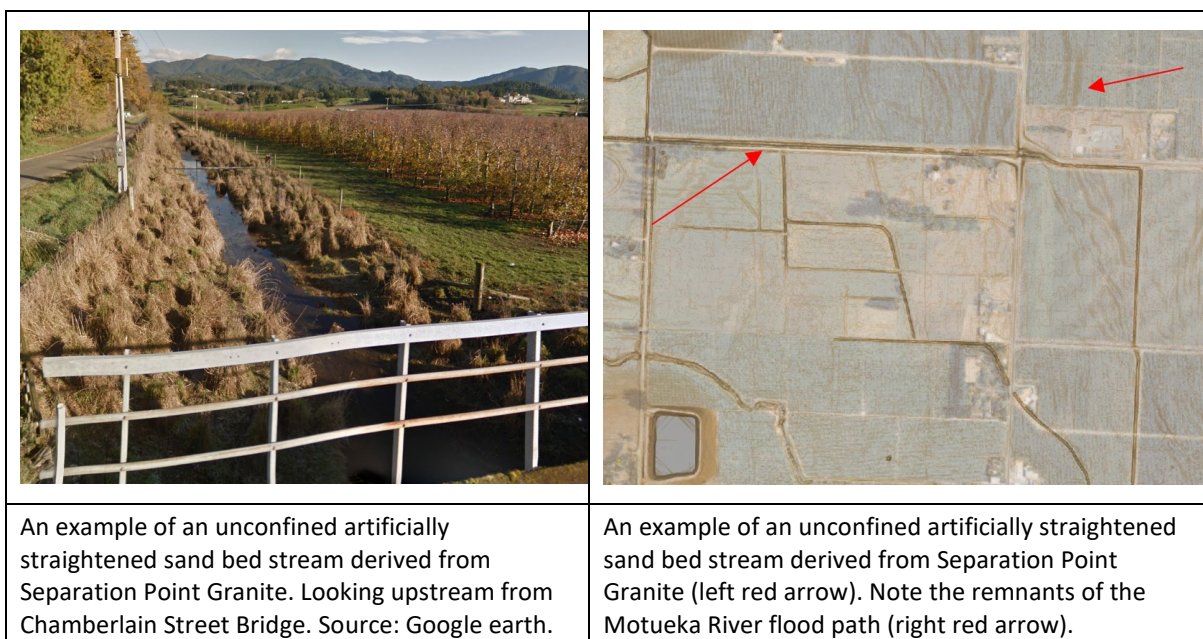 An example of an unconfined artificially
straightened sand bed stream derived from
Separation Point Granite. Looking upstream from
Chamberlain Street Bridge. Source: Google earth.
An example of an unconfined artificially straightened
sand bed stream derived from Separation Point
Granite (left red arrow). Note the remnants of the
Motueka River flood path (right red arrow).